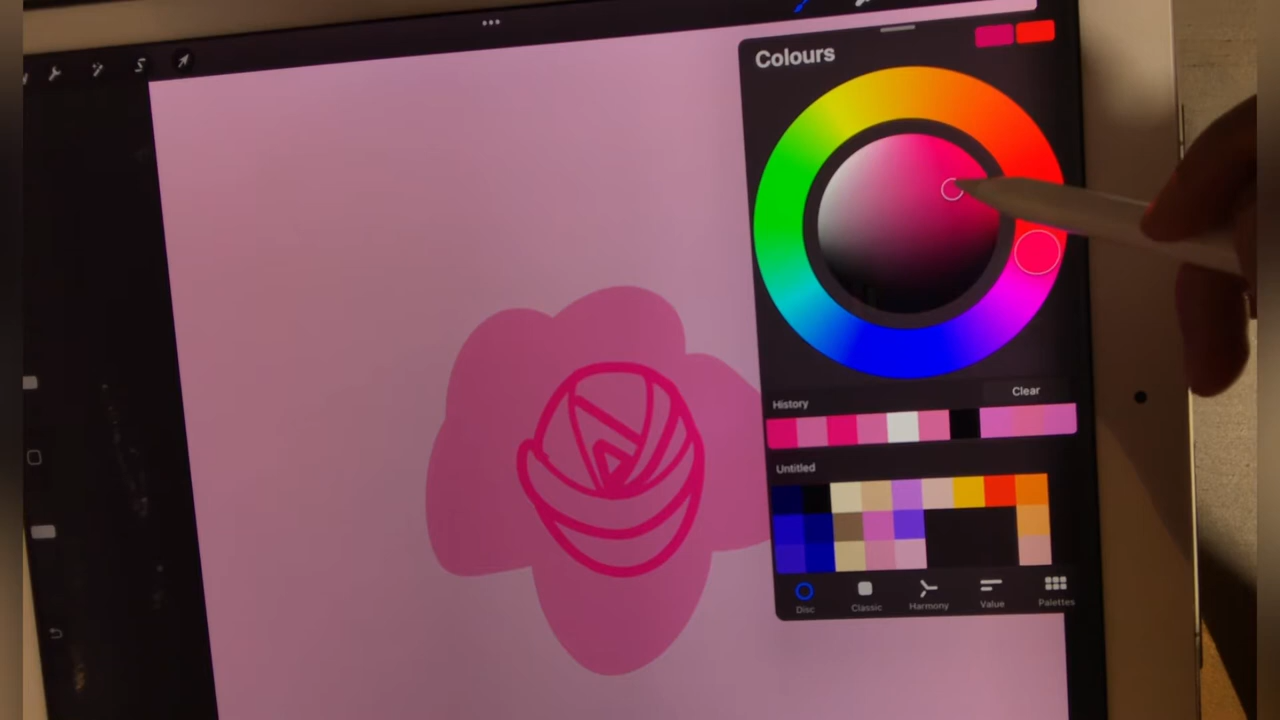 Colours
Clear
History
Untitled
Disc
Classic
Harmony
Value
Palettes